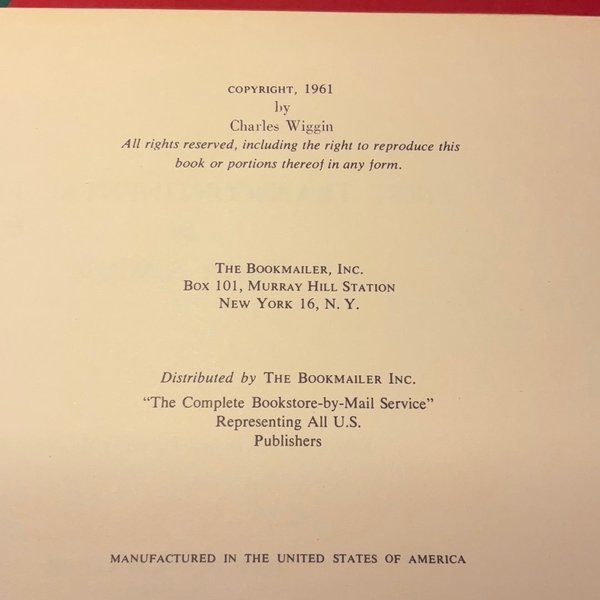 COPYRIGHT, 1961
by
Charles Wiggin
All rights reserved, including the right to reproduce this
book or portions thereof in any form.
THE BOOKMAILER, INC.
BOX 101, MURRAY HILL STATION
NEW YORK 16, N. Y.
Distributed by THE BOOKMAILER INC.
“The Complete Bookstore-by-Mail Service”
Representing All U.S.
Publishers
MANUFACTURED IN THE UNITED STATES OF AMERICA